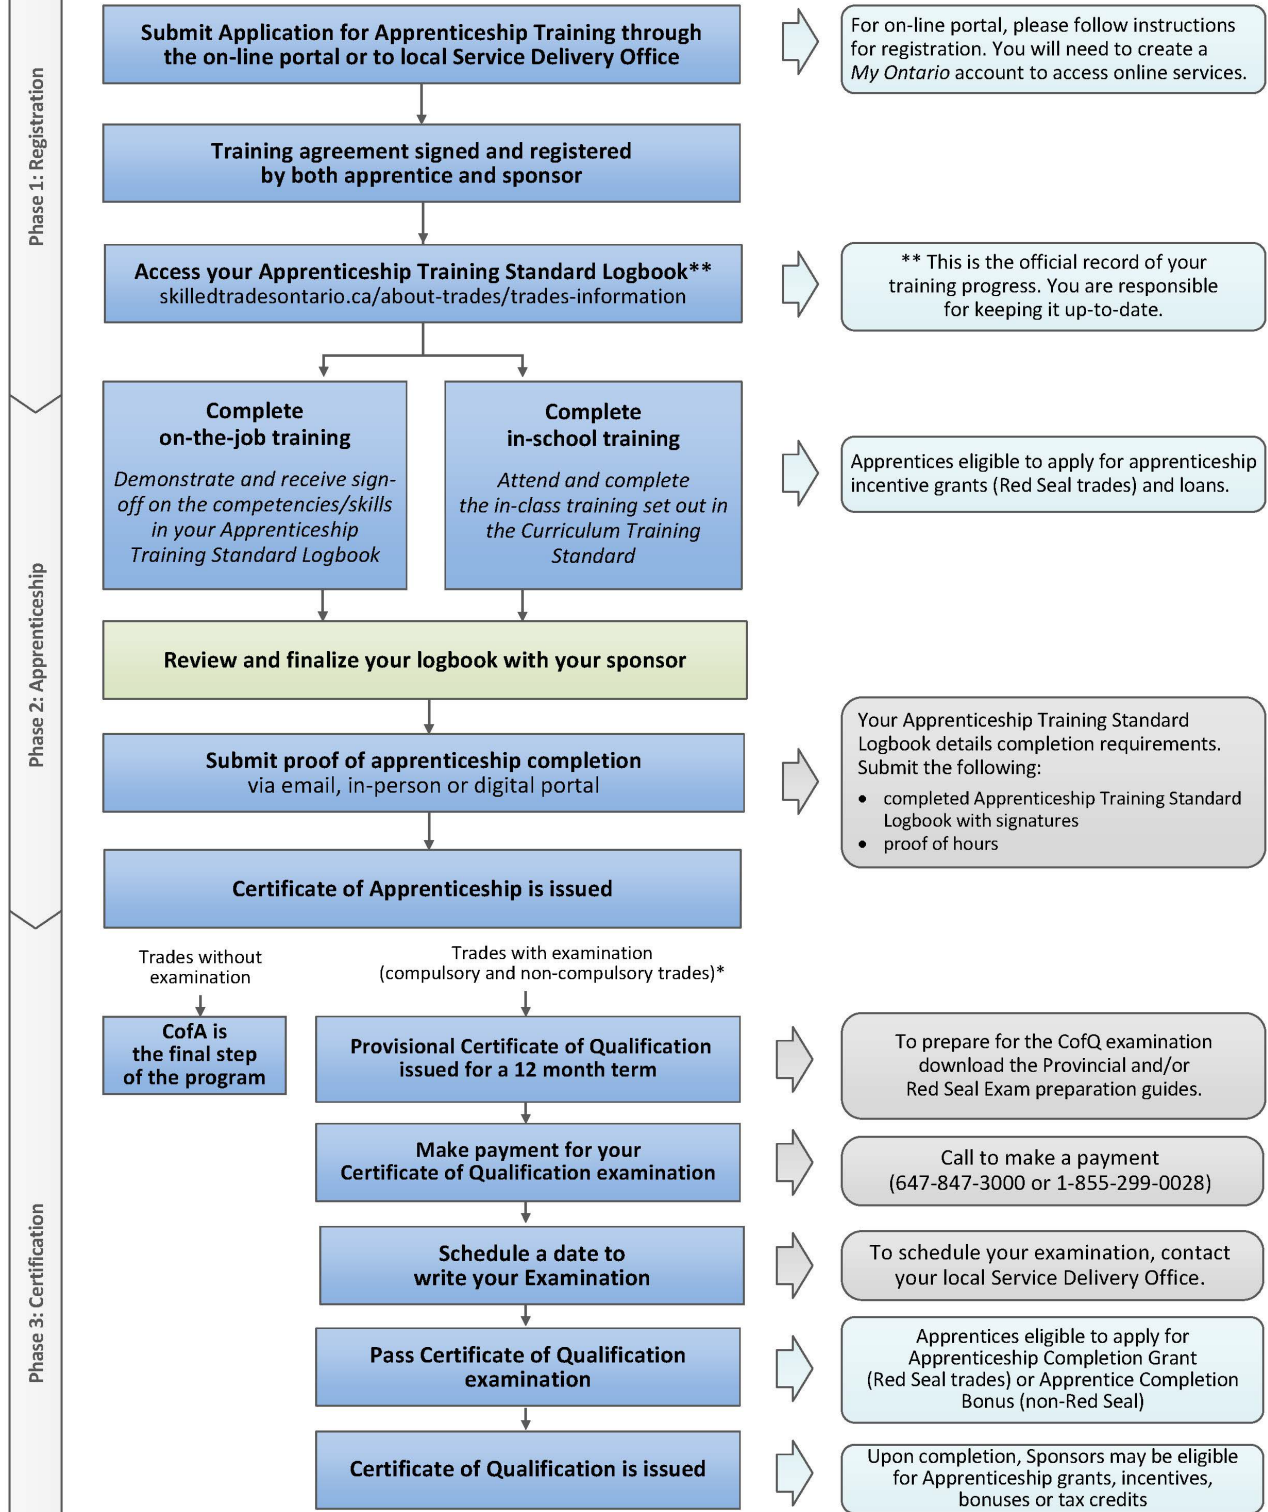 Phase 1: Registration
Submit Application for Apprenticeship Training through
the on-line portal or to local Service Delivery Office
For on-line portal, please follow instructions
for registration. You will need to create a
My Ontario account to access online services.
Training agreement signed and registered
by both apprentice and sponsor
Access your Apprenticeship Training Standard Logbook**
skilledtradesontario.ca/about-trades/trades-information
** This is the official record of your
training progress. You are responsible
for keeping it up-to-date.
Phase 2: Apprenticeship
Complete
on-the-job training
Demonstrate and receive sign-
off on the competencies/skills
in your Apprenticeship
Training Standard Logbook
Complete
in-school training
Attend and complete
the in-class training set out in
the Curriculum Training
Standard
Apprentices eligible to apply for apprenticeship
incentive grants (Red Seal trades) and loans.
Review and finalize your logbook with your sponsor
Submit proof of apprenticeship completion
via email, in-person or digital portal
Your Apprenticeship Training Standard
Logbook details completion requirements.
Submit the following:
• completed Apprenticeship Training Standard
Logbook with signatures
• proof of hours
Certificate of Apprenticeship is issued
Phase 3: Certification
Trades without
examination
CofA is
the final step
of the program
Trades with examination
(compulsory and non-compulsory trades)*
Provisional Certificate of Qualification
issued for a 12 month term
To prepare for the CofQ examination
download the Provincial and/or
Red Seal Exam preparation guides.
Make payment for your
Certificate of Qualification examination
Call to make a payment
(647-847-3000 or 1-855-299-0028)
Schedule a date to
write your Examination
To schedule your examination, contact
your local Service Delivery Office.
Pass Certificate of Qualification
examination
Apprentices eligible to apply for
Apprenticeship Completion Grant
(Red Seal trades) or Apprentice Completion
Bonus (non-Red Seal)
Certificate of Qualification is issued
Upon completion, Sponsors may be eligible
for Apprenticeship grants, incentives,
bonuses or tax credits